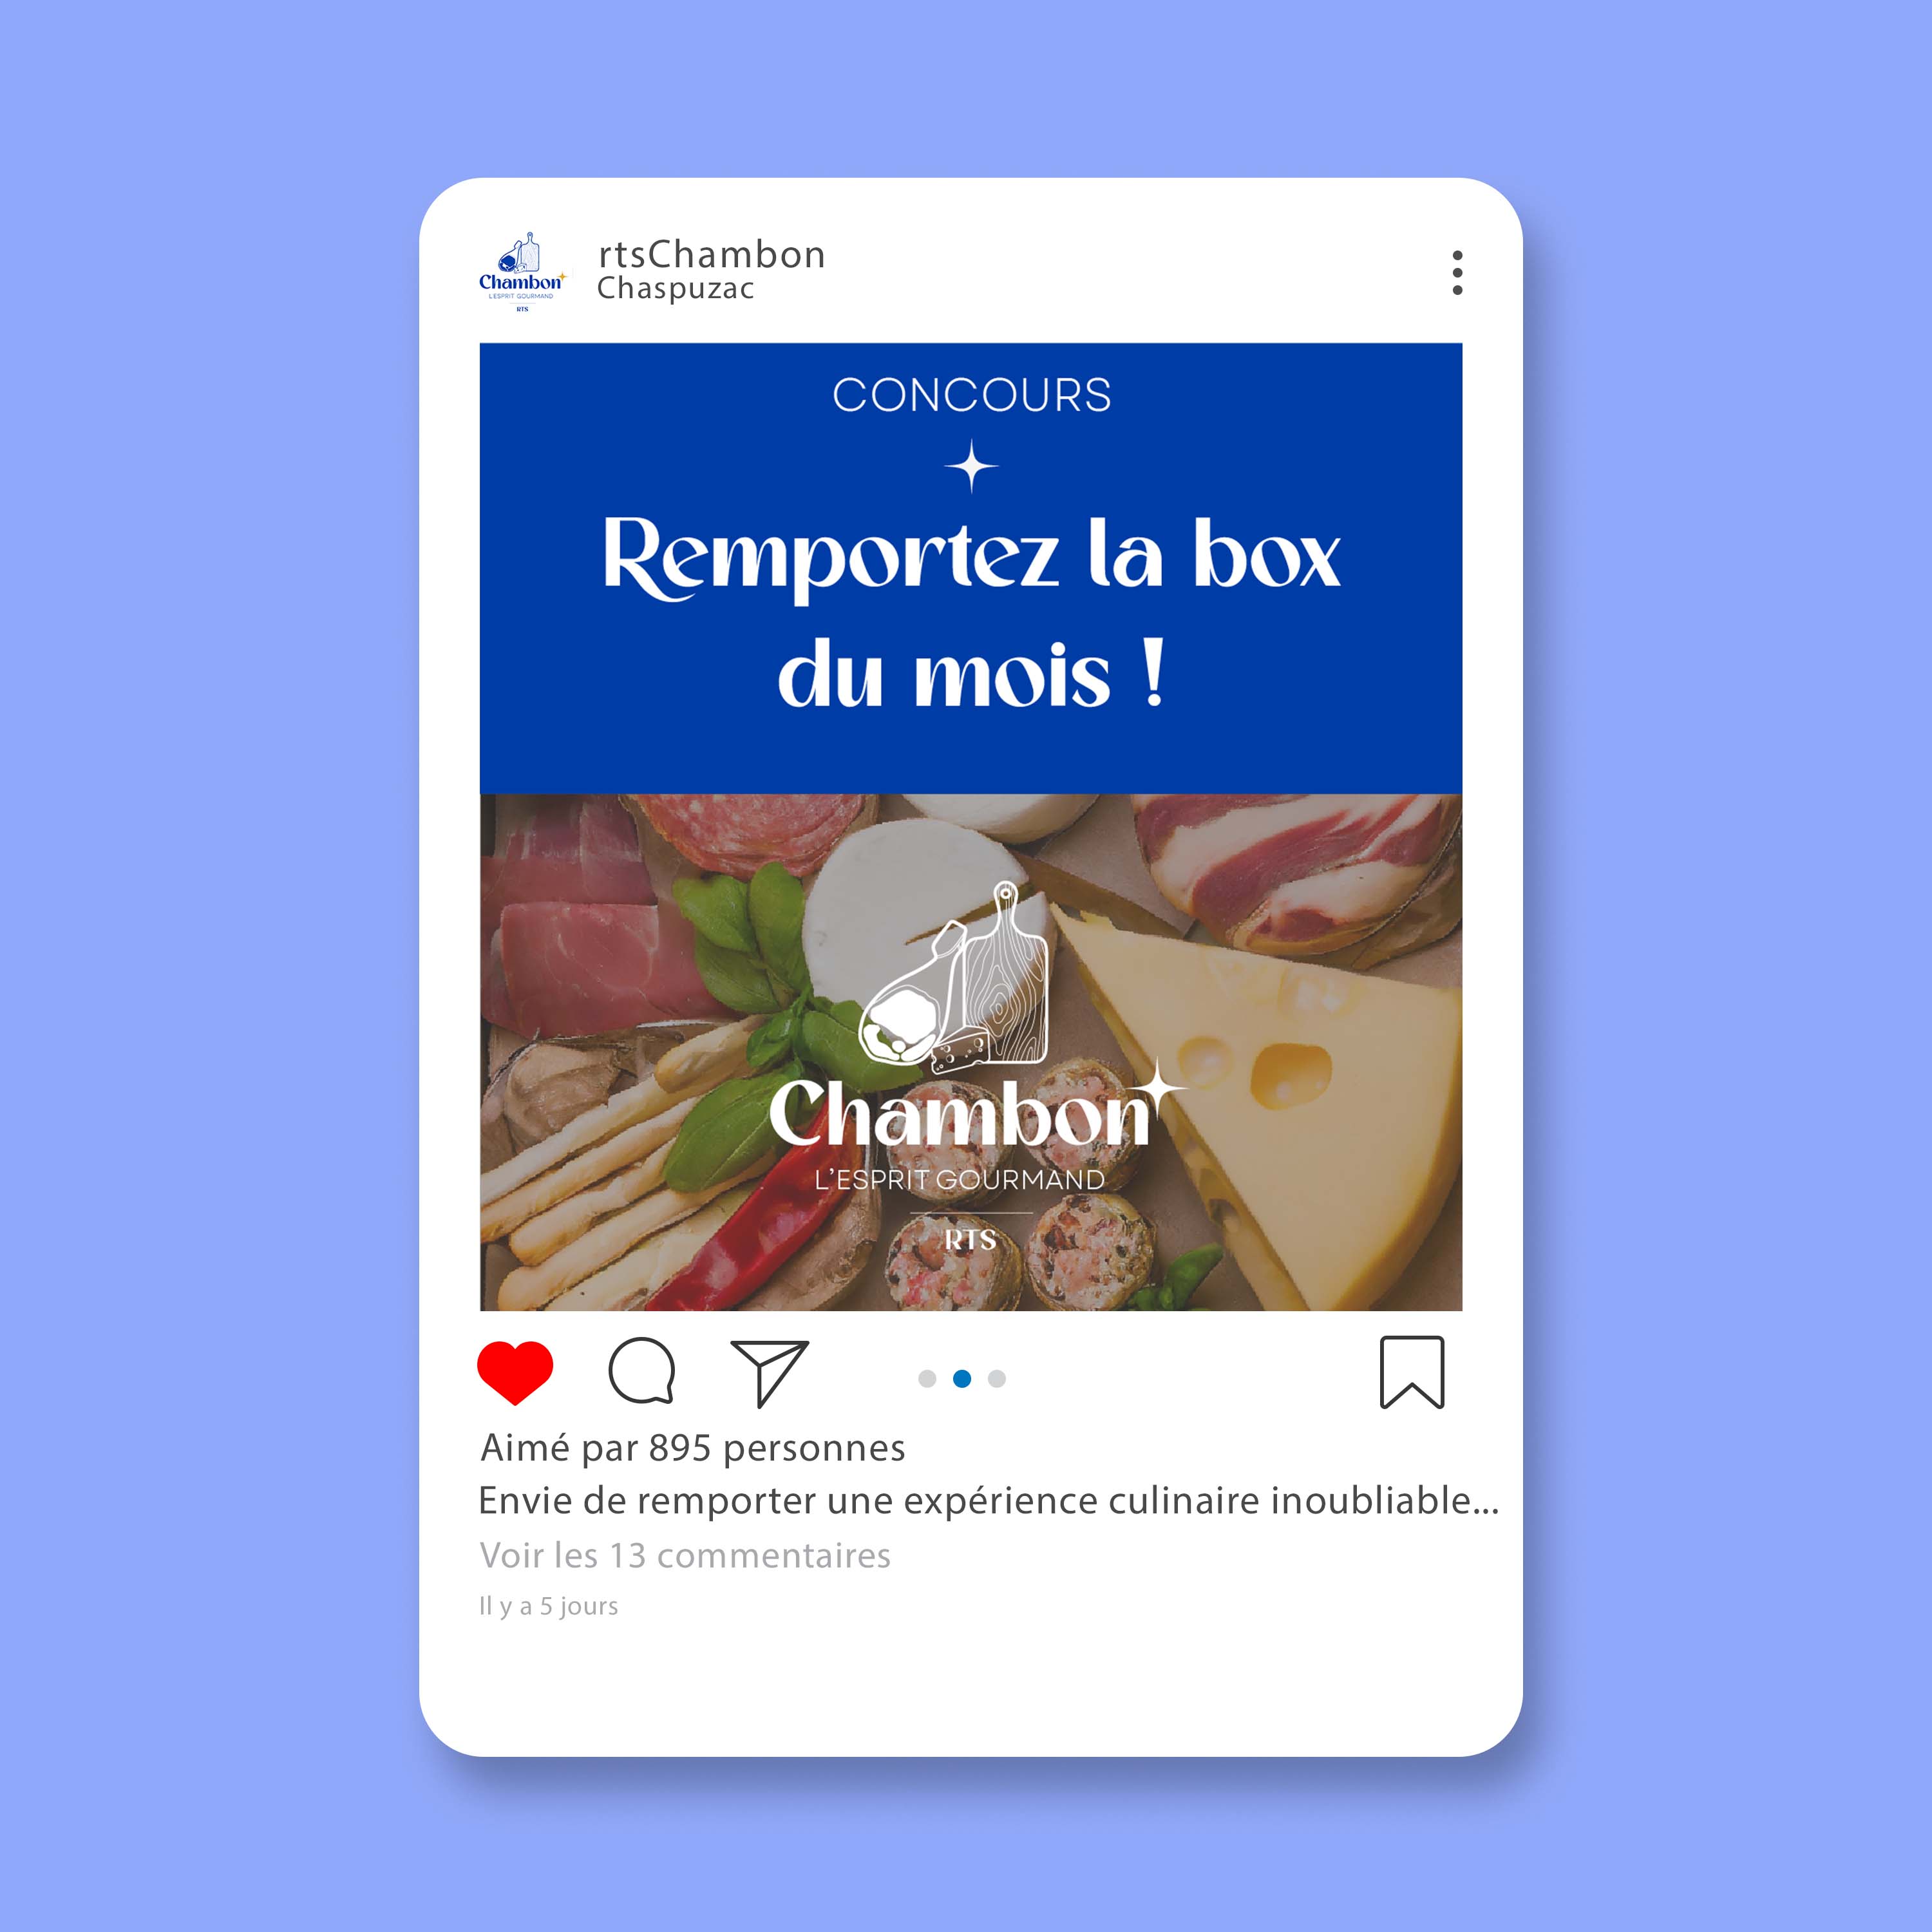 Chambon
L'ESPRIT GOURMAND
RTS
rtsChambon
Chaspuzac
CONCOURS
Remportez la box
du mois !
Chambon
L'ESPRIT GOURMAND
RTS
Aimé par 895 personnes
Envie de remporter une expérience culinaire inoubliable...
Voir les 13 commentaires
Il y a 5 jours